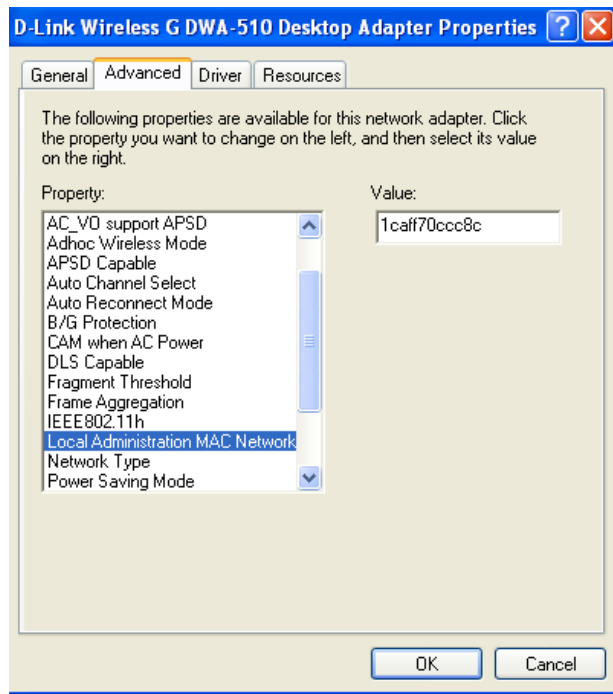 D-Link Wireless G DWA-510 Desktop Adapter Properties
General Advanced Driver Resources
The following properties are available for this network adapter. Click
the property you want to change on the left, and then select its value
on the right.
Property:
Value:
AC_VO support APSD
Adhoc Wireless Mode
APSD Capable
Auto Channel Select
Auto Reconnect Mode
B/G Protection
CAM when AC Power
DLS Capable
Fragment Threshold
Frame Aggregation
IEEE802.11h
Local Administration MAC Network
Network Type
Power Saving Mode
1caff70ccc8c
OK Cancel